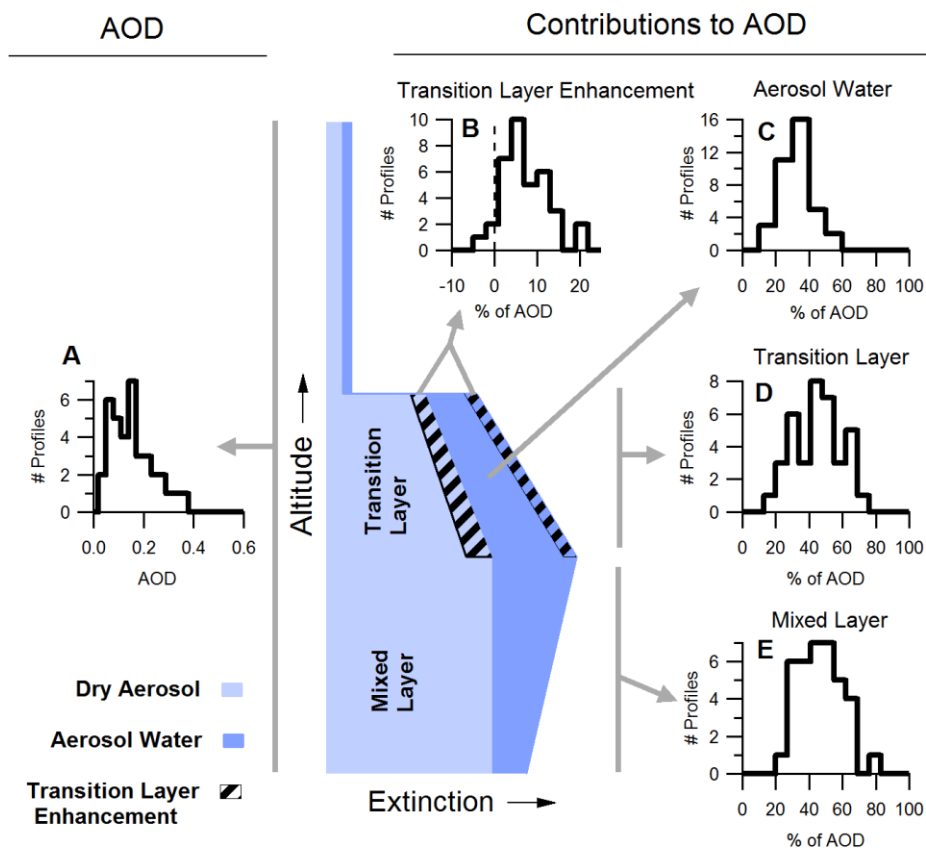 AOD
Contributions to AOD
Transition Layer Enhancement
B
# Profiles
10
8
6
4
2
0
-10 0 10 20
% of AOD
Aerosol Water
C
# Profiles
16
12
8
4
0
0 20 40 60 80 100
% of AOD
A
# Profiles
6
4
2
0
0.0 0.2 0.4 0.6
AOD
Altitude
Transition
Layer
Mixed
Layer
Extinction
Transition Layer
D
# Profiles
8
6
4
2
0
0 20 40 60 80 100
% of AOD
Mixed Layer
E
# Profiles
6
4
2
0
0 20 40 60 80 100
% of AOD
Dry Aerosol
Aerosol Water
Transition Layer
Enhancement